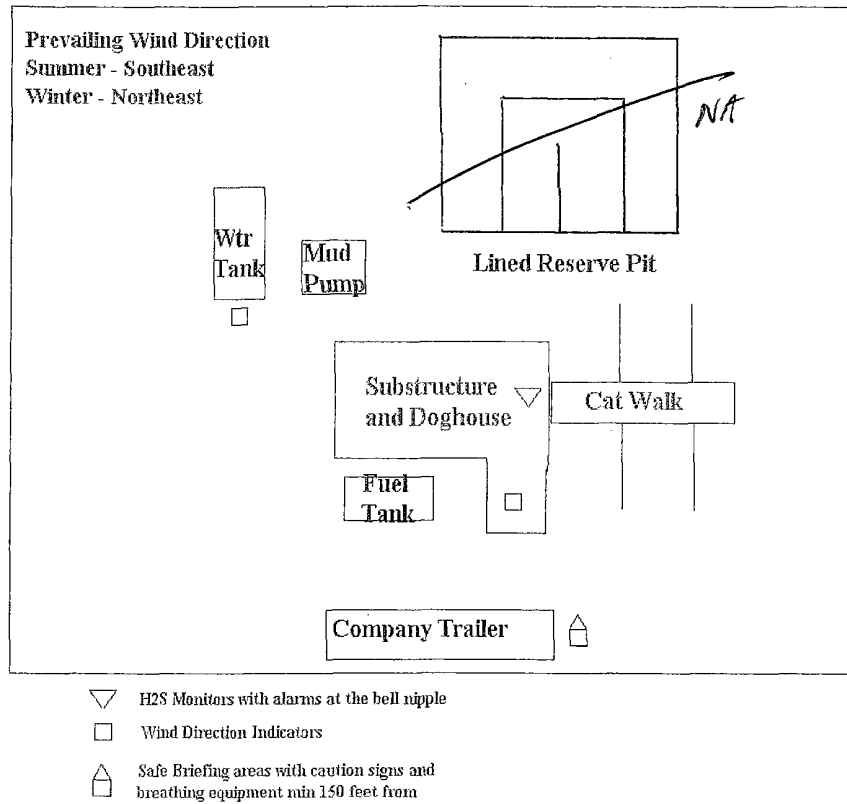 Prevailing Wind Direction
Summer - Southeast
Winter - Northeast
NA
Wtr
Tank
Mud
Pump
Lined Reserve Pit
Substructure
and Doghouse
Cat Walk
Fuel
Tank
Company Trailer
H2S Monitors with alarms at the bell nipple
Wind Direction Indicators
Safe Briefing areas with caution signs and
breathing equipment min 150 feet from